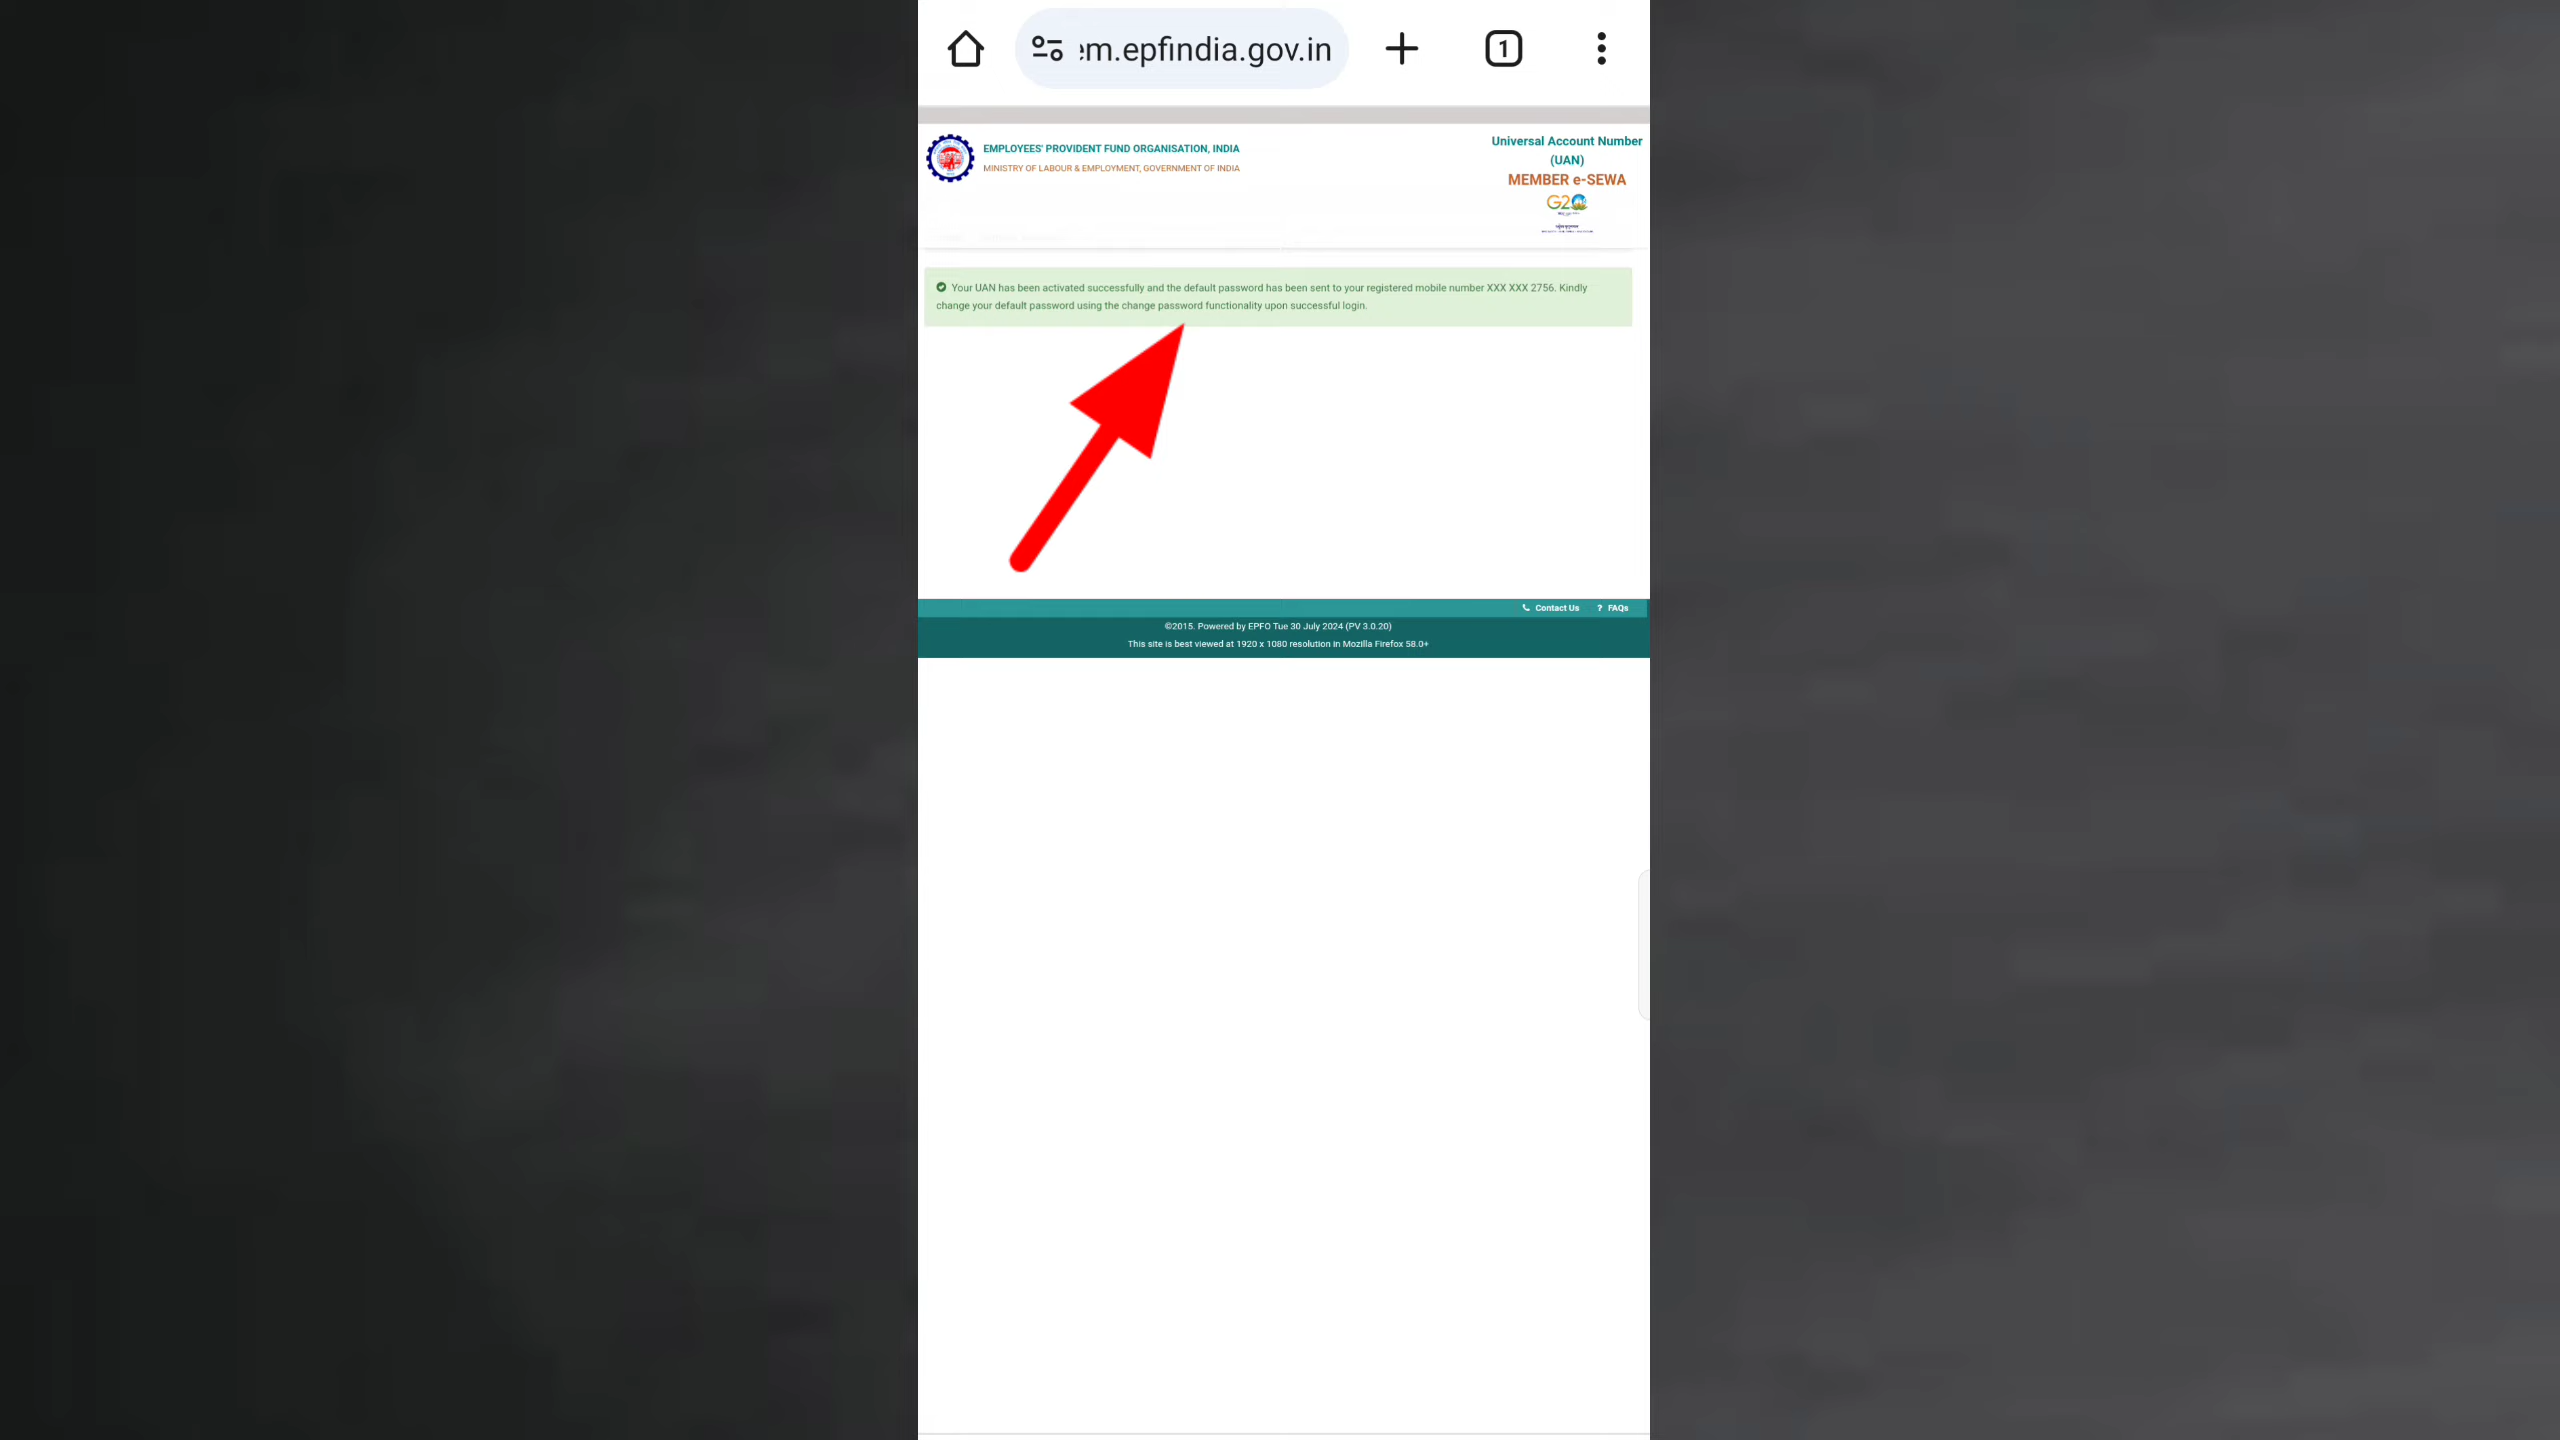 em.epfindia.gov.in
1
EMPLOYEES' PROVIDENT FUND ORGANISATION, INDIA
MINISTRY OF LABOUR & EMPLOYMENT, GOVERNMENT OF INDIA
Universal Account Number
(UAN)
MEMBER e-SEWA
G20
Your UAN has been activated successfully and the default password has been sent to your registered mobile number XXX XXX 2756. Kindly
change your default password using the change password functionality upon successful login.
Contact Us
? FAQs
©2015. Powered by EPFO Tue 30 July 2024 (PV 3.0.20)
This site is best viewed at 1920 x 1080 resolution in Mozilla Firefox 58.0+